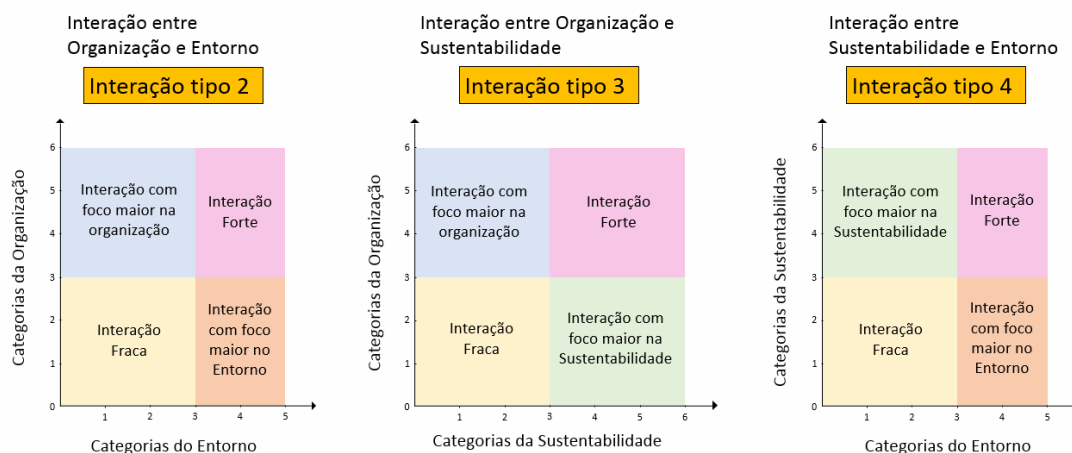 Interação entre
Organização e Entorno
Interação tipo 2
Categorias da Organização
6
5
4
3
2
1
0
Interação com
foco maior na
organização
Interação
Forte
Interação
Fraca
Interação
com foco
maior no
Entorno
1
2
3
4
5
Categorias do Entorno
Interação entre Organização e
Sustentabilidade
Interação tipo 3
Categorias da Organização
6
5
4
3
2
1
0
Interação com
foco maior na
organização
Interação
Forte
Interação
Fraca
Interação com
foco maior na
Sustentabilidade
1
2
3
4
5
6
Categorias da Sustentabilidade
Interação entre
Sustentabilidade e Entorno
Interação tipo 4
Categorias da Sustentabilidade
6
5
4
3
2
1
0
Interação com
foco maior na
Sustentabilidade
Interação
Forte
Interação
Fraca
Interação
com foco
maior no
Entorno
1
2
3
4
5
Categorias do Entorno